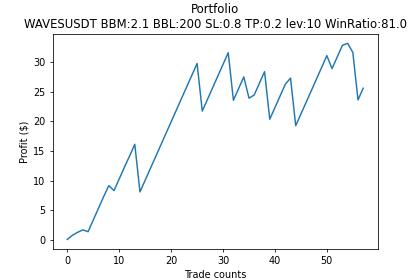 Portfolio
WAVESUSDT BBM:2.1 BBL:200 SL:0.8 TP:0.2 lev:10 WinRatio:81.0
30
25
20
15
10
5
0
Profit ($)
0 10 20 30 40 50
Trade counts